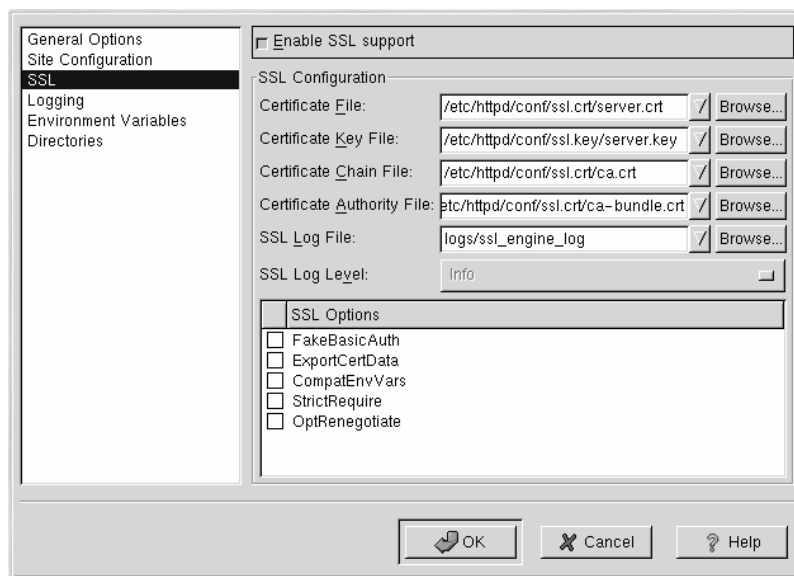 General Options
Site Configuration
SSL
Logging
Environment Variables
Directories
Enable SSL support
SSL Configuration
Certificate File: /etc/httpd/conf/ssl.crt/server.crt Browse...
Certificate Key File: /etc/httpd/conf/ssl.key/server.key Browse...
Certificate Chain File: /etc/httpd/conf/ssl.crt/ca.crt Browse...
Certificate Authority File: etc/httpd/conf/ssl.crt/ca-bundle.crt Browse...
SSL Log File: logs/ssl_engine_log Browse...
SSL Log Level: Info
SSL Options
FakeBasicAuth
ExportCertData
CompatEnvVars
StrictRequire
OptRenegotiate
OK Cancel Help